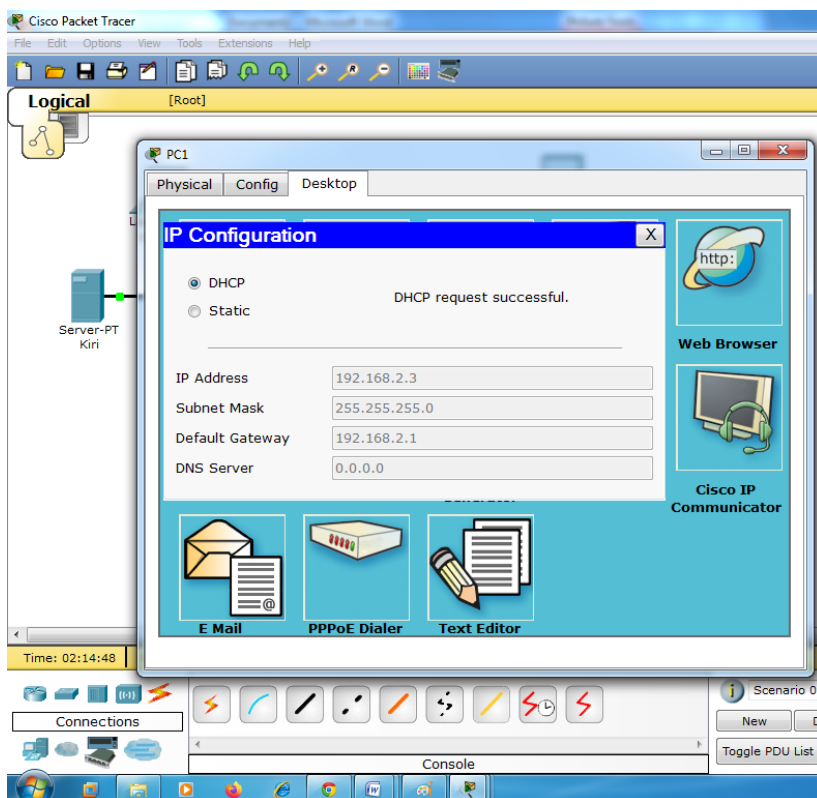 Cisco Packet Tracer
File Edit Options View Tools Extensions Help
Logical [Root]
PC1
Physical Config Desktop
IP Configuration X
http:
DHCP
DHCP request successful.
Static
Server-PT
Kiri
Web Browser
IP Address 192.168.2.3
Subnet Mask 255.255.255.0
Default Gateway 192.168.2.1
DNS Server 0.0.0.0
Cisco IP
Communicator
@
E Mail PPPoE Dialer Text Editor
Time: 02:14:48
Scenario 0
Connections
New
Toggle PDU List
Console